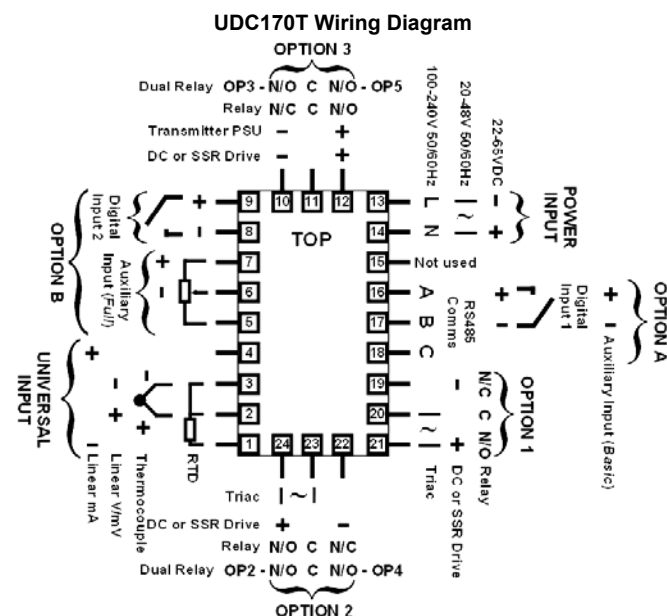 UDC170T Wiring Diagram
OPTION 3
Dual Relay OP3 - N/O C N/O - OP5
Relay N/C C N/O
Transmitter PSU - +
DC or SSR Drive - +
100-240V 50/60Hz
20-48V 50/60Hz
22-65VDC
POWER INPUT
L | -
N | +
~
9 10 11 12 13
8 14
7 15
6 16
5 17
4 18
3 19
2 20
1 24 23 22 21
TOP
Digital Input 2
+
-
Auxiliary Input (Full)
+
-
OPTION B
UNIVERSAL INPUT
+
- + -
+
- Linear mA
Linear V/mV
Thermocouple
RTD
Not used
A
B
C
RS485 Comms
+
-
Digital Input 1
+
-
Auxiliary Input (Basic)
OPTION A
OPTION 1
N/C C N/O Relay
- + DC or SSR Drive
| ~ | Triac
Triac | ~ |
DC or SSR Drive + -
Relay N/O C N/C
Dual Relay OP2 - N/O C N/O - OP4
OPTION 2